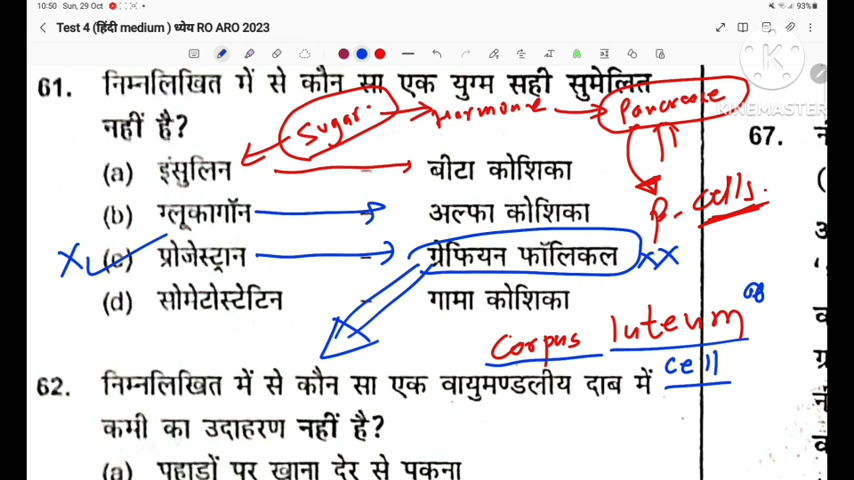 10:50 Sun, 29 Oct
93%
Test 4 (हिंदी medium ) ध्येय RO ARO 2023
KINEMASTER
61. निम्नलिखित में से कौन सा एक युग्म सही सुमेलित
नहीं है?
Sugar. Hormone Pancrease
(a) इंसुलिन बीटा कोशिका
(b) ग्लूकागॉन अल्फा कोशिका
β- cells.
(c) प्रोजेस्ट्रान ग्रेफियन फॉलिकल xx
(d) सोमेटोस्टेटिन - गामा कोशिका
Corpus luteum
cell
62. निम्नलिखित में से कौन सा एक वायुमण्डलीय दाब में
कमी का उदाहरण नहीं है?
(a) पहाड़ों पर खाना देर से पकना
67.